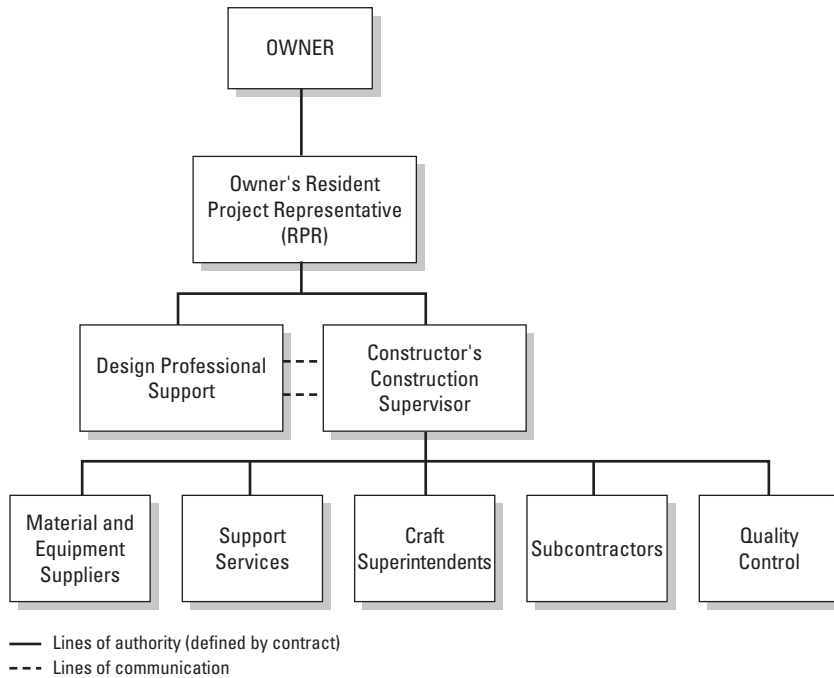 OWNER
Owner's Resident
Project Representative
(RPR)
Design Professional
Support
Constructor's
Construction
Supervisor
Material and
Equipment
Suppliers
Support
Services
Craft
Superintendents
Subcontractors
Quality
Control
Lines of authority (defined by contract)
Lines of communication